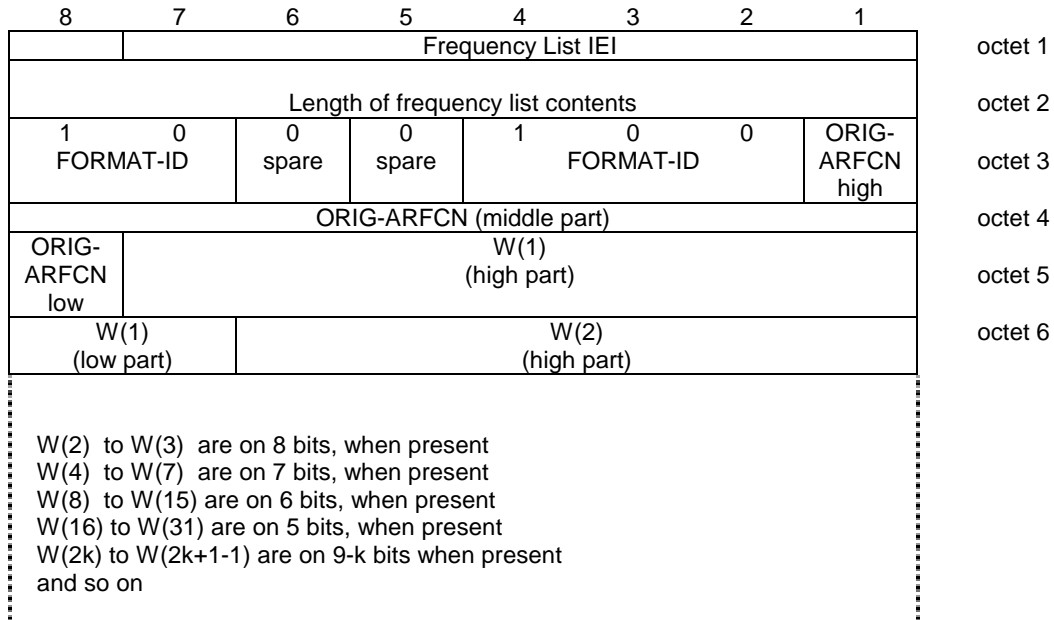 8 7 6 5 4 3 2 1
Frequency List IEI octet 1
Length of frequency list contents octet 2
1 0 0 0 1 0 0 ORIG-
FORMAT-ID spare spare FORMAT-ID ARFCN octet 3
high
ORIG-ARFCN (middle part) octet 4
ORIG- W(1)
ARFCN (high part) octet 5
low
W(1) W(2) octet 6
(low part) (high part)
W(2) to W(3) are on 8 bits, when present
W(4) to W(7) are on 7 bits, when present
W(8) to W(15) are on 6 bits, when present
W(16) to W(31) are on 5 bits, when present
W(2k) to W(2k+1-1) are on 9-k bits when present
and so on